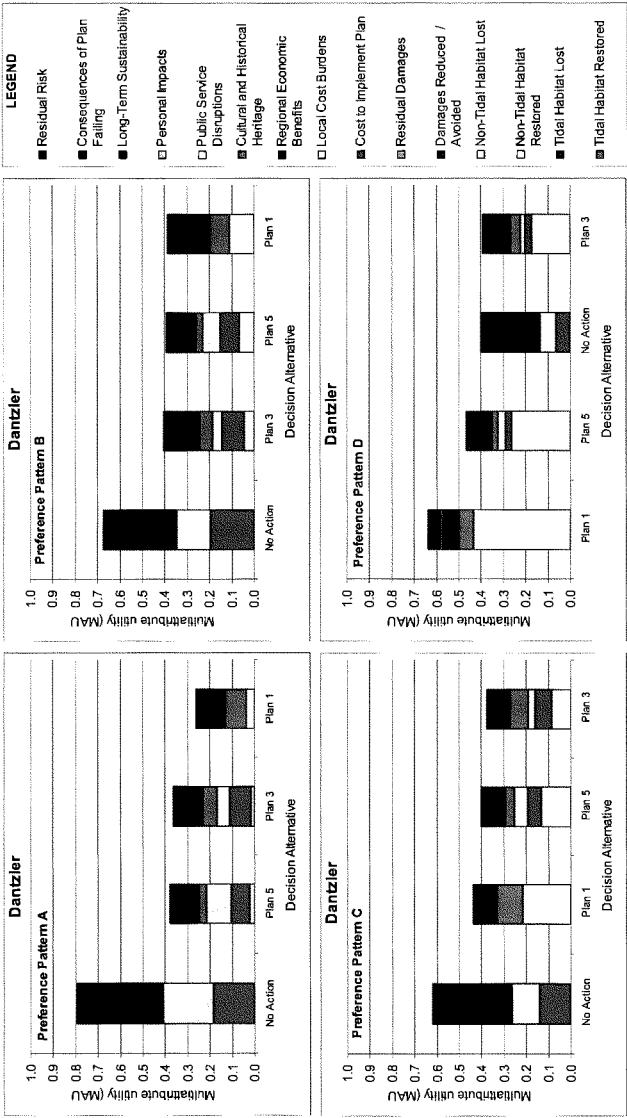 Dantzler
Preference Pattern A
Multiattribute utility (MAU)
1.0
0.9
0.8
0.7
0.6
0.5
0.4
0.3
0.2
0.1
0.0
No Action
Plan 5
Plan 3
Plan 1
Decision Alternative
Dantzler
Preference Pattern B
Multiattribute utility (MAU)
1.0
0.9
0.8
0.7
0.6
0.5
0.4
0.3
0.2
0.1
0.0
No Action
Plan 3
Plan 5
Plan 1
Decision Alternative
Dantzler
Preference Pattern C
Multiattribute utility (MAU)
1.0
0.9
0.8
0.7
0.6
0.5
0.4
0.3
0.2
0.1
0.0
No Action
Plan 1
Plan 5
Plan 3
Decision Alternative
Dantzler
Preference Pattern D
Multiattribute utility (MAU)
1.0
0.9
0.8
0.7
0.6
0.5
0.4
0.3
0.2
0.1
0.0
Plan 1
Plan 5
No Action
Plan 3
Decision Alternative
LEGEND
Residual Risk
Consequences of Plan
Failing
Long-Term Sustainability
Personal Impacts
Public Service
Disruptions
Cultural and Historical
Heritage
Regional Economic
Benefits
Local Cost Burdens
Cost to Implement Plan
Residual Damages
Damages Reduced /
Avoided
Non-Tidal Habitat Lost
Non-Tidal Habitat
Restored
Tidal Habitat Lost
Tidal Habitat Restored